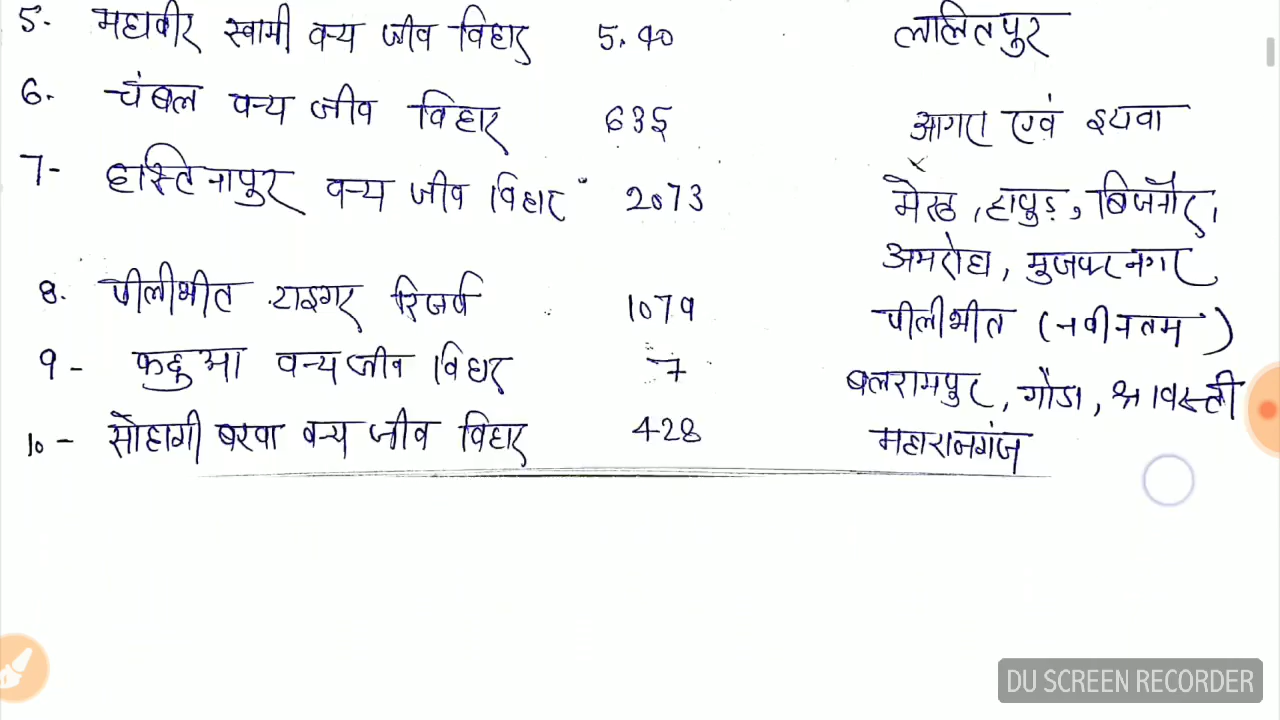 5. महावीर स्वामी वन्य जीव विहार 5.40 ललितपुर
6. चंबल वन्य जीव विहार 635 आगरा एवं इटावा
7- हस्तिनापुर वन्य जीव विहार 2073 मेरठ, हापुड़, बिजनौर,
अमरोहा, मुजफ्फरनगर
8. पीलीभीत टाइगर रिजर्व 1079 पीलीभीत (नवीनतम)
9 - कछुआ वन्य जीव विहार 7 बलरामपुर, गोंडा, श्रावस्ती
10 - सोहागी बरवा वन्य जीव विहार 428 महाराजगंज
DU SCREEN RECORDER